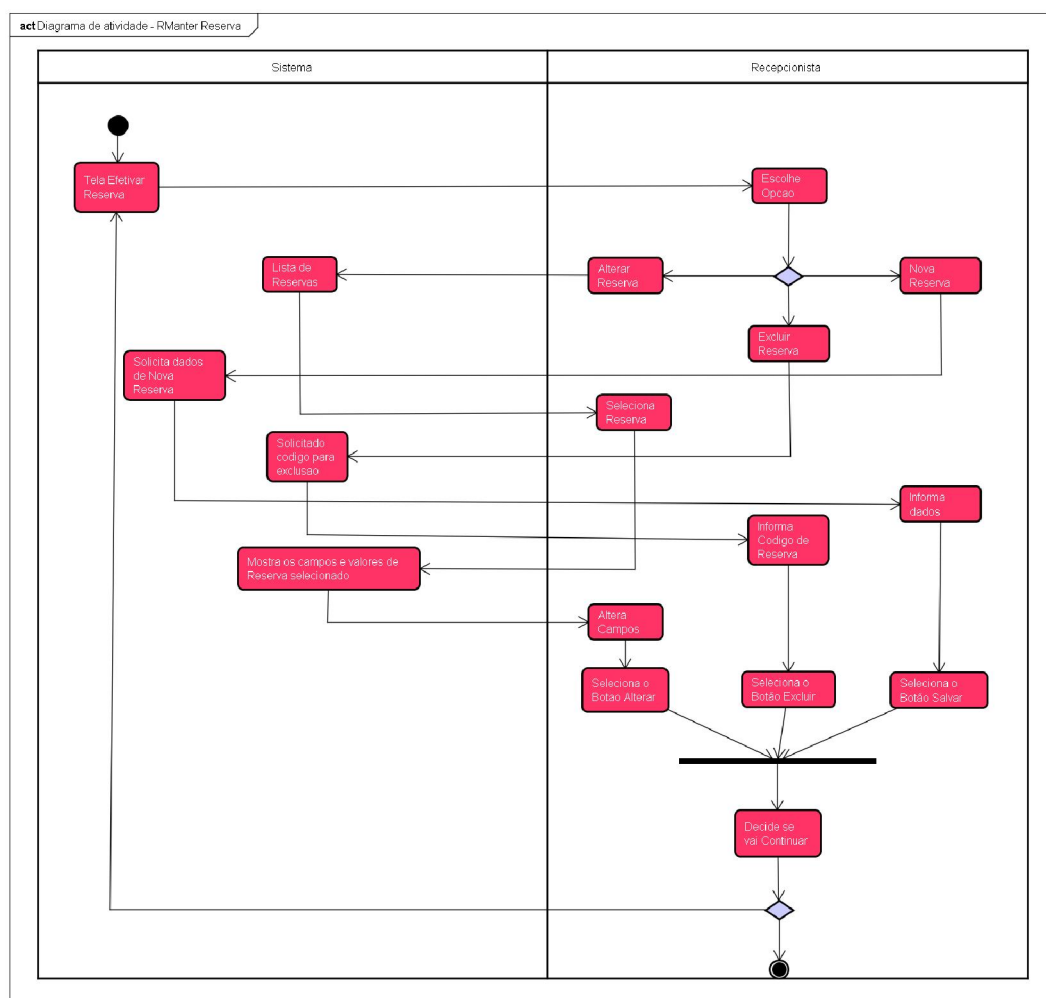 act Diagrama de atividade - RManter Reserva
Sistema
Recepcionista
Tela Efetivar
Reserva
Escolhe
Opcao
Lista de
Reservas
Alterar
Reserva
Nova
Reserva
Excluir
Reserva
Solicita dados
de Nova
Reserva
Seleciona
Reserva
Solicitado
codigo para
exclusao
Informa
dados
Informa
Codigo de
Reserva
Mostra os campos e valores de
Reserva selecionado
Altera
Campos
Seleciona o
Botao Alterar
Seleciona o
Botão Excluir
Seleciona o
Botão Salvar
Decide se
vai Continuar